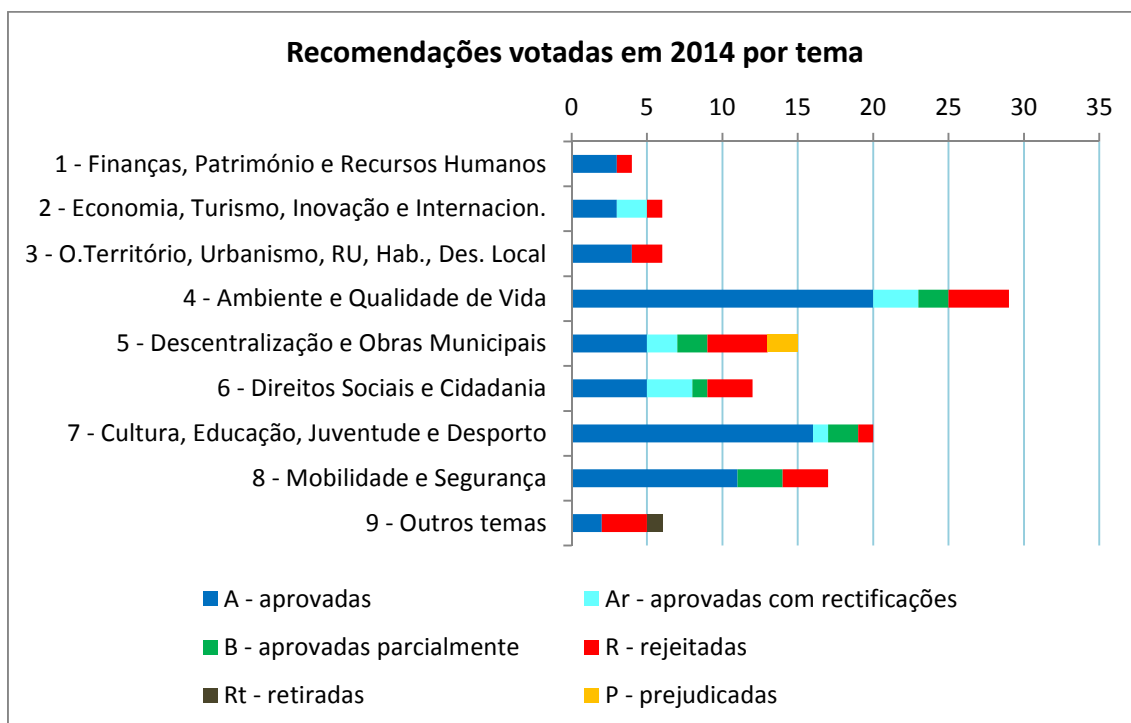 Recomendações votadas em 2014 por tema
0 5 10 15 20 25 30 35
1 - Finanças, Património e Recursos Humanos
2 - Economia, Turismo, Inovação e Internacion.
3 - O.Território, Urbanismo, RU, Hab., Des. Local
4 - Ambiente e Qualidade de Vida
5 - Descentralização e Obras Municipais
6 - Direitos Sociais e Cidadania
7 - Cultura, Educação, Juventude e Desporto
8 - Mobilidade e Segurança
9 - Outros temas
A - aprovadas Ar - aprovadas com rectificações
B - aprovadas parcialmente R - rejeitadas
Rt - retiradas P - prejudicadas